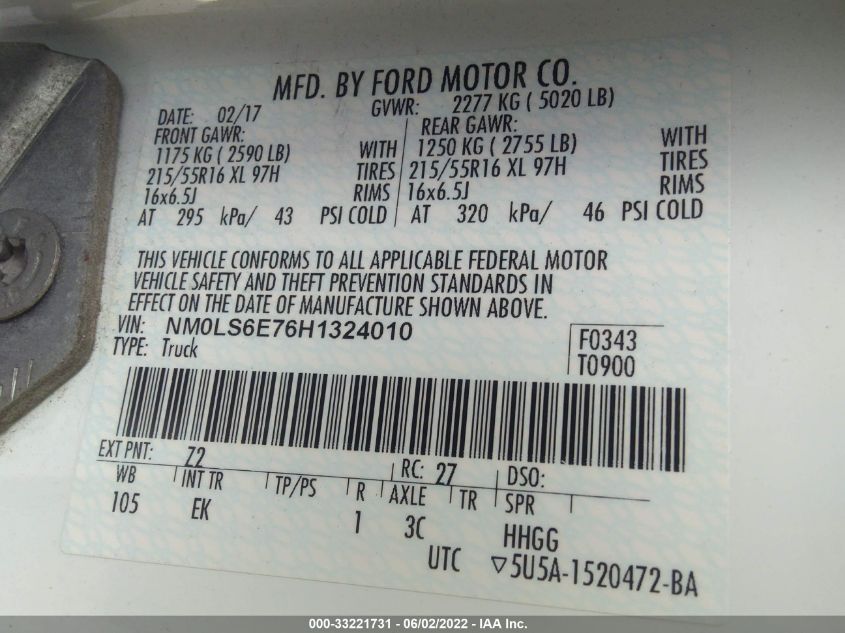 MFD. BY FORD MOTOR CO.
DATE: 02/17 GVWR: 2277 KG ( 5020 LB)
FRONT GAWR: REAR GAWR:
1175 KG ( 2590 LB) WITH 1250 KG ( 2755 LB) WITH
215/55R16 XL 97H TIRES 215/55R16 XL 97H TIRES
16x6.5J RIMS 16x6.5J RIMS
AT 295 kPa/ 43 PSI COLD AT 320 kPa/ 46 PSI COLD
THIS VEHICLE CONFORMS TO ALL APPLICABLE FEDERAL MOTOR
VEHICLE SAFETY AND THEFT PREVENTION STANDARDS IN
EFFECT ON THE DATE OF MANUFACTURE SHOWN ABOVE.
VIN: NM0LS6E76H1324010 F0343
TYPE: Truck T0900
EXT PNT: Z2 RC: 27 DSO:
WB INT TR TP/PS R AXLE TR SPR
105 EK 1 3C HHGG
UTC ▽5U5A-1520472-BA
000-33221731 - 06/02/2022 - IAA Inc.